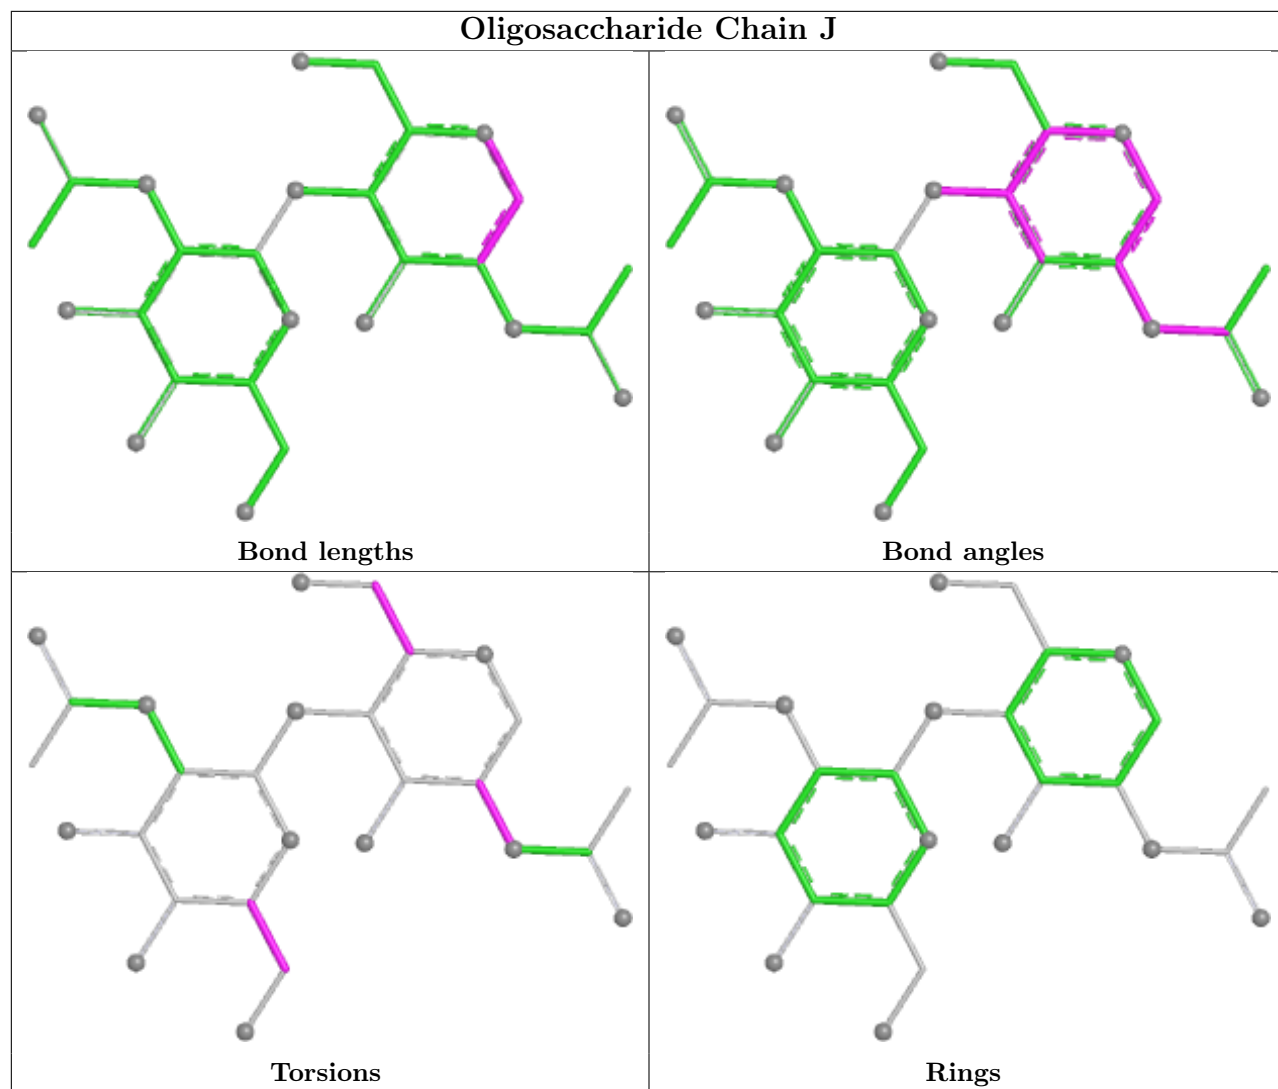 Oligosaccharide Chain J
Bond lengths
Bond angles
Torsions
Rings